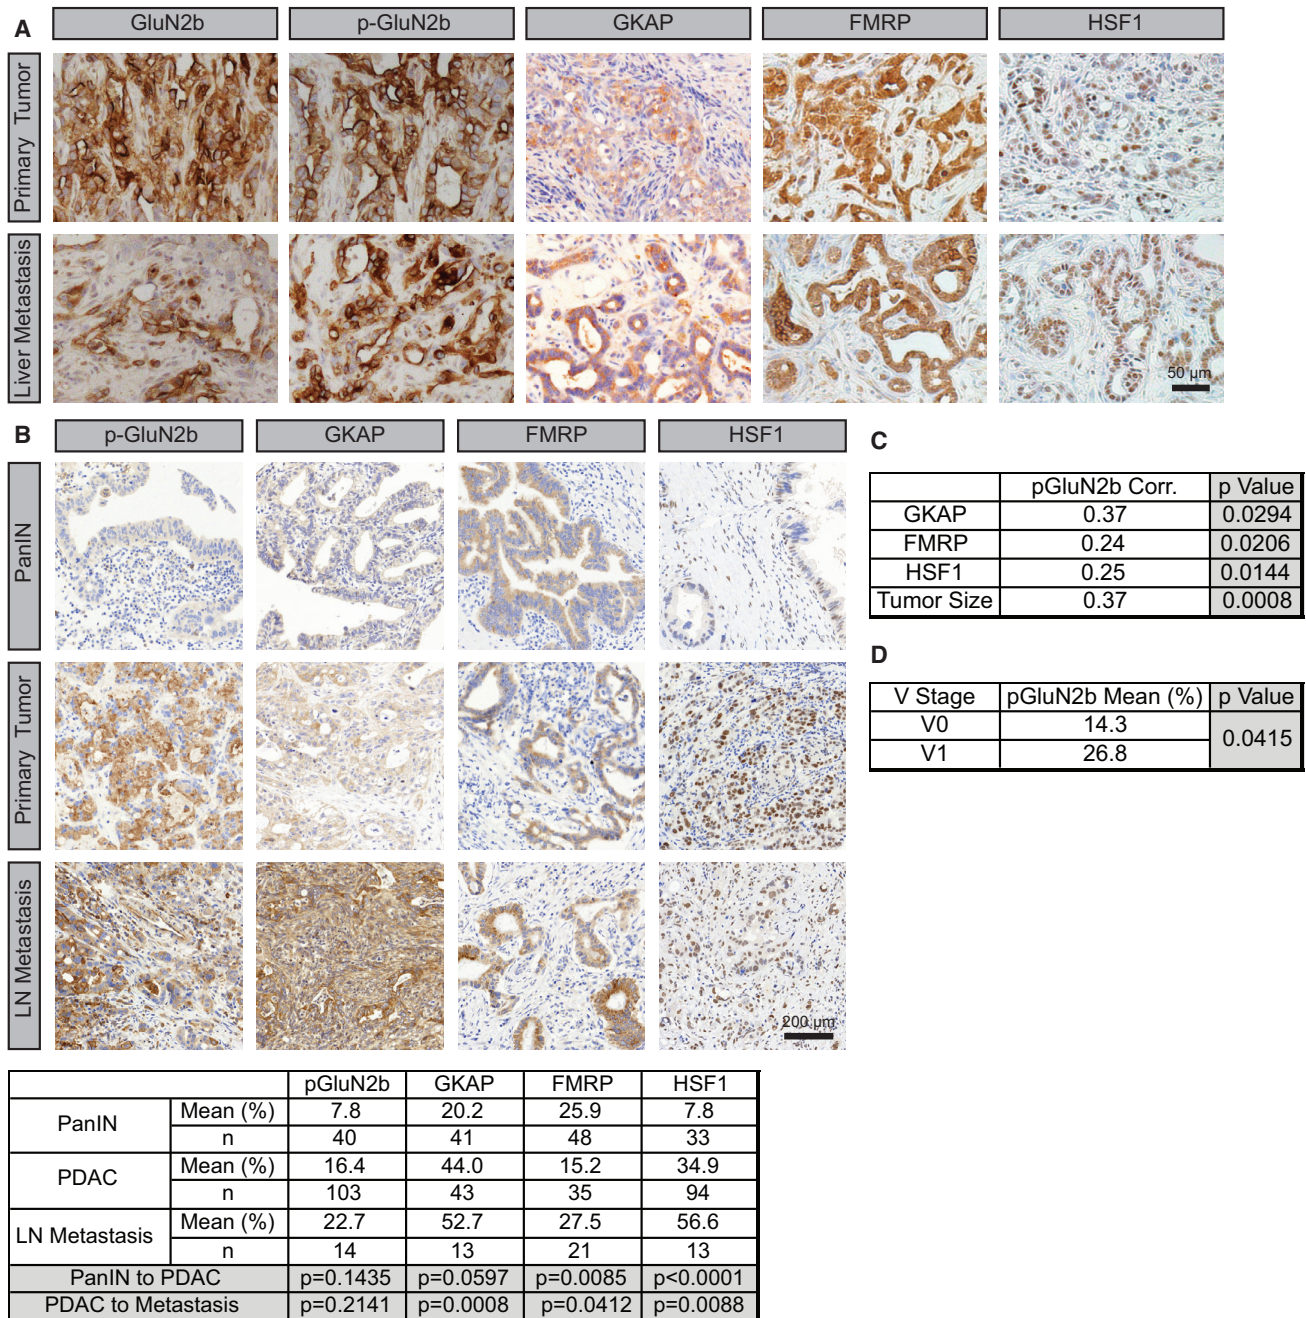 A
GluN2b p-GluN2b GKAP FMRP HSF1
Primary Tumor
Liver Metastasis
50 µm
B
p-GluN2b GKAP FMRP HSF1
PanIN
Primary Tumor
LN Metastasis
200 µm
pGluN2b GKAP FMRP HSF1
PanIN Mean (%) 7.8 20.2 25.9 7.8
n 40 41 48 33
PDAC Mean (%) 16.4 44.0 15.2 34.9
n 103 43 35 94
LN Metastasis Mean (%) 22.7 52.7 27.5 56.6
n 14 13 21 13
PanIN to PDAC p=0.1435 p=0.0597 p=0.0085 p<0.0001
PDAC to Metastasis p=0.2141 p=0.0008 p=0.0412 p=0.0088
C
pGluN2b Corr. p Value
GKAP 0.37 0.0294
FMRP 0.24 0.0206
HSF1 0.25 0.0144
Tumor Size 0.37 0.0008
D
V Stage pGluN2b Mean (%) p Value
V0 14.3 0.0415
V1 26.8